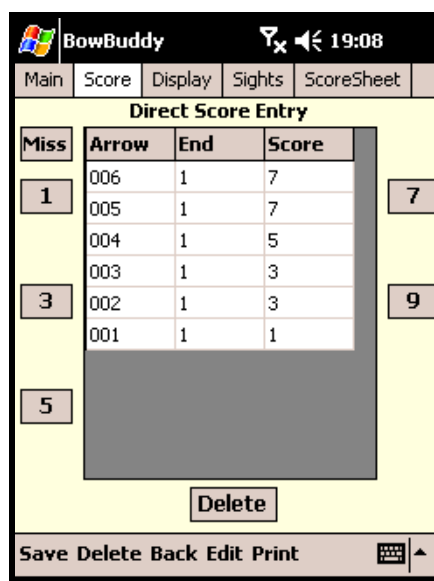 BowBuddy 19:08
Main Score Display Sights ScoreSheet
Direct Score Entry
Miss Arrow End Score
006 1 7
1 7
005 1 7
004 1 5
003 1 3
3 9
002 1 3
001 1 1
5
Delete
Save Delete Back Edit Print